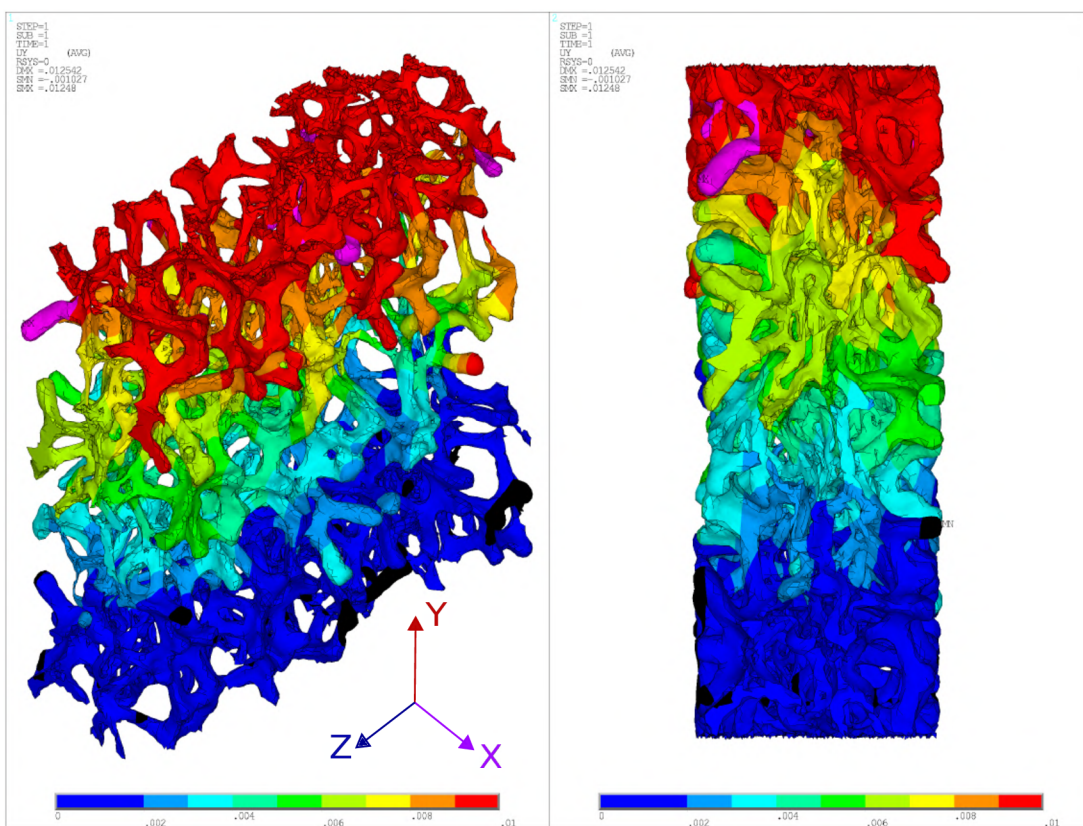 1
STEP=1
SUB =1
TIME=1
UY (AVG)
RSYS=0
DMX =.012542
SMN =-.001027
SMX =.01248
Y
Z
X
0 .002 .004 .006 .008 .01
2
STEP=1
SUB =1
TIME=1
UY (AVG)
RSYS=0
DMX =.012542
SMN =-.001027
SMX =.01248
MN
0 .002 .004 .006 .008 .01